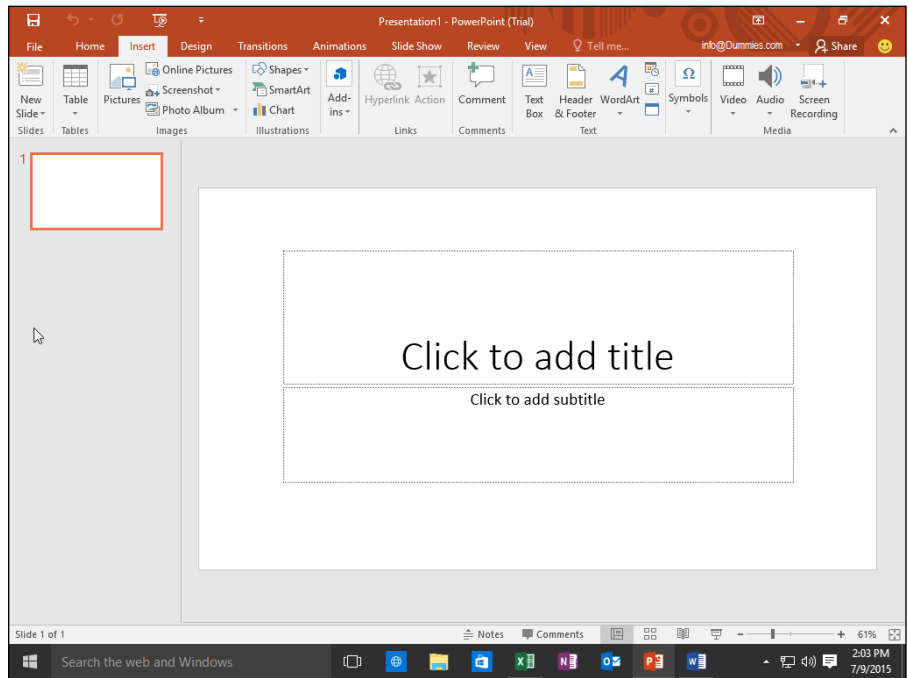 Presentation1 - PowerPoint (Trial)
File Home Insert Design Transitions Animations Slide Show Review View Tell me... info@Dummies.com Share
New Slide
Table
Pictures
Online Pictures
Screenshot
Photo Album
Shapes
SmartArt
Chart
Add-ins
Hyperlink
Action
Comment
Text Box
Header & Footer
WordArt
Symbols
Video
Audio
Screen Recording
Slides Tables Images Illustrations Links Comments Text Media
1
Click to add title
Click to add subtitle
Slide 1 of 1 Notes Comments 61%
Search the web and Windows
2:03 PM
7/9/2015